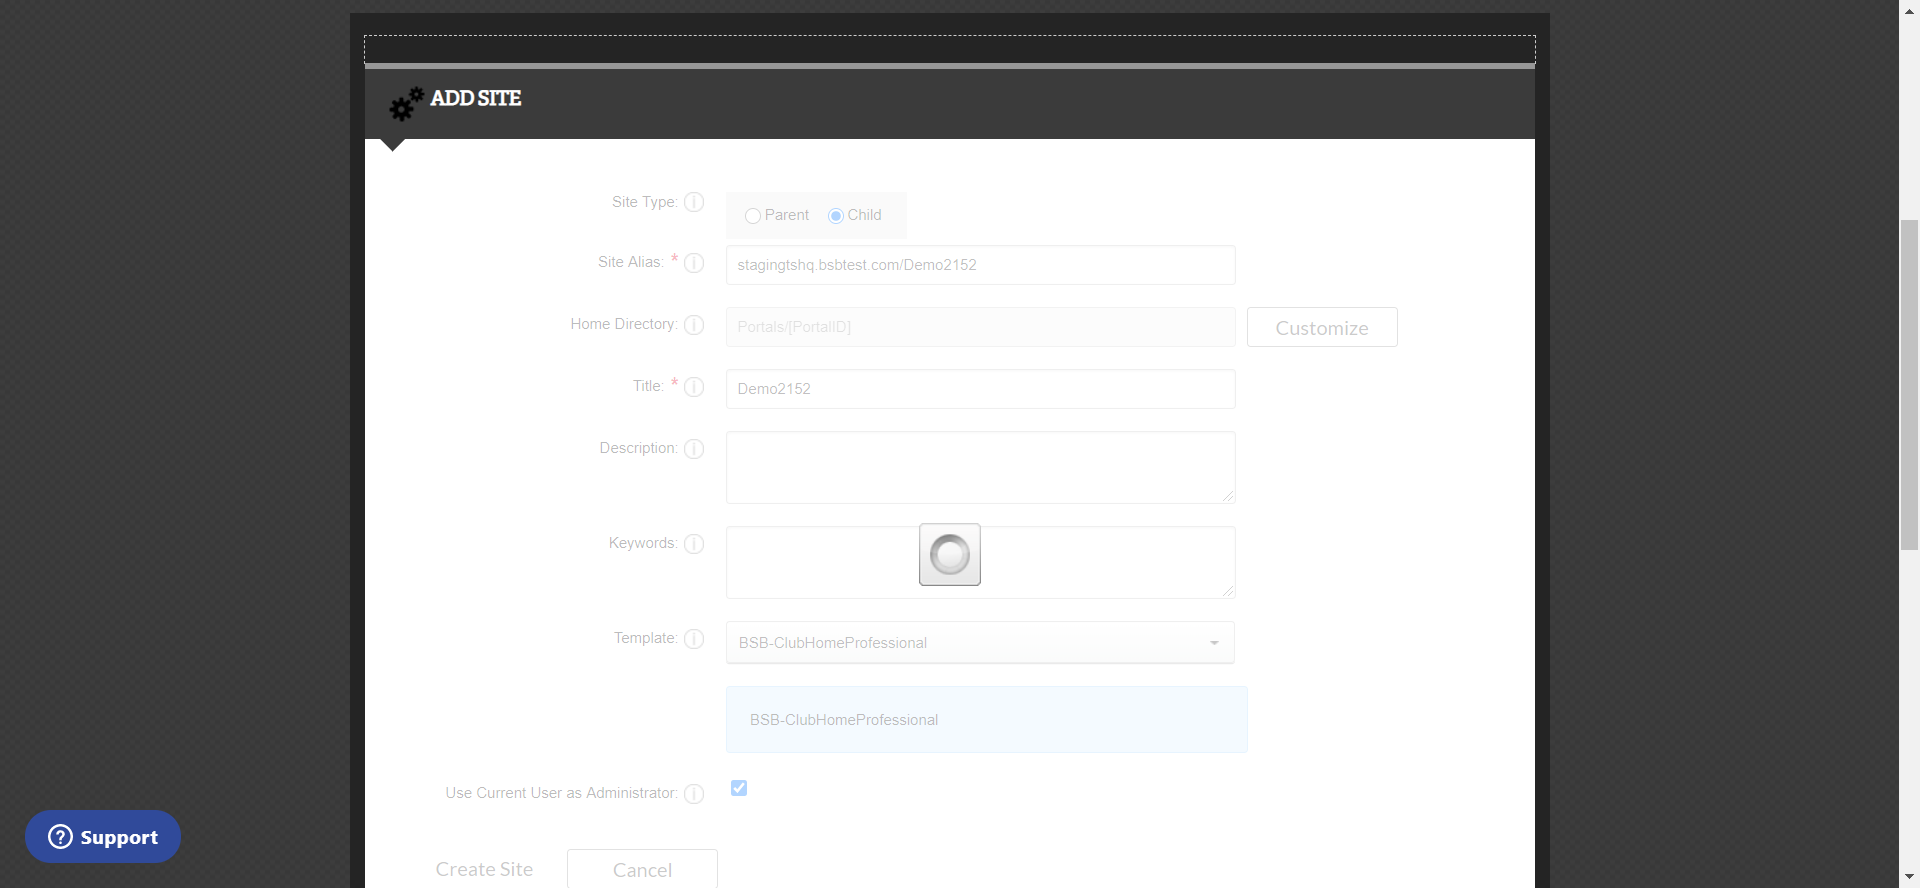 ADD SITE
Site Type:
Parent Child
Site Alias: *
stagingtshq.bsbtest.com/Demo2152
Home Directory:
Portals/[PortalID]
Customize
Title: *
Demo2152
Description:
Keywords:
Template:
BSB-ClubHomeProfessional
BSB-ClubHomeProfessional
Use Current User as Administrator:
Support
Create Site
Cancel